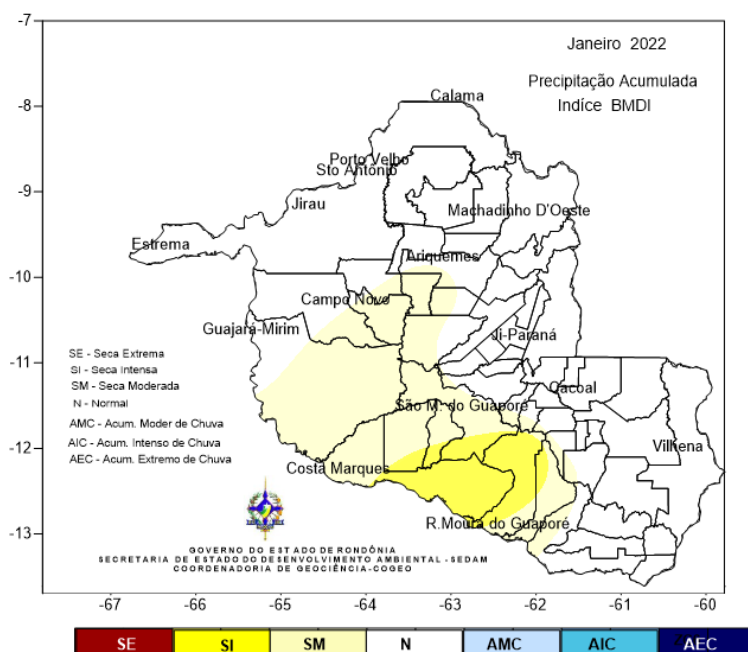 -7
-8
-9
-10
-11
-12
-13
Janeiro 2022
Precipitação Acumulada
Indíce BMDI
Calama
Porto Velho
Sto Antônio
Jirau
Machadinho D'Oeste
Estrema
Ariquemes
Campo Novo
Guajará-Mirim
Ji-Paraná
Cacoal
São M. do Guaporé
Vilhena
Costa Marques
R.Moura do Guaporé
SE - Seca Extrema
SI - Seca Intensa
SM - Seca Moderada
N - Normal
AMC - Acum. Moder de Chuva
AIC - Acum. Intenso de Chuva
AEC - Acum. Extremo de Chuva
GOVERNO DO ESTADO DE RONDÔNIA
SECRETARIA DE ESTADO DO DESENVOLVIMENTO AMBIENTAL - SEDAM
COORDENADORIA DE GEOCIÊNCIA-COGEO
-67 -66 -65 -64 -63 -62 -61 -60
SE SI SM N AMC AIC AEC